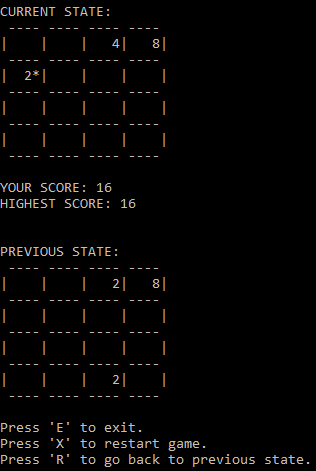 CURRENT STATE:
 ---- ---- ---- ----
|    |    |   4|   8|
 ---- ---- ---- ----
|  2*|    |    |    |
 ---- ---- ---- ----
|    |    |    |    |
 ---- ---- ---- ----
|    |    |    |    |
 ---- ---- ---- ----

YOUR SCORE: 16
HIGHEST SCORE: 16

PREVIOUS STATE:
 ---- ---- ---- ----
|    |    |   2|   8|
 ---- ---- ---- ----
|    |    |    |    |
 ---- ---- ---- ----
|    |    |    |    |
 ---- ---- ---- ----
|    |    |   2|    |
 ---- ---- ---- ----

Press 'E' to exit.
Press 'X' to restart game.
Press 'R' to go back to previous state.